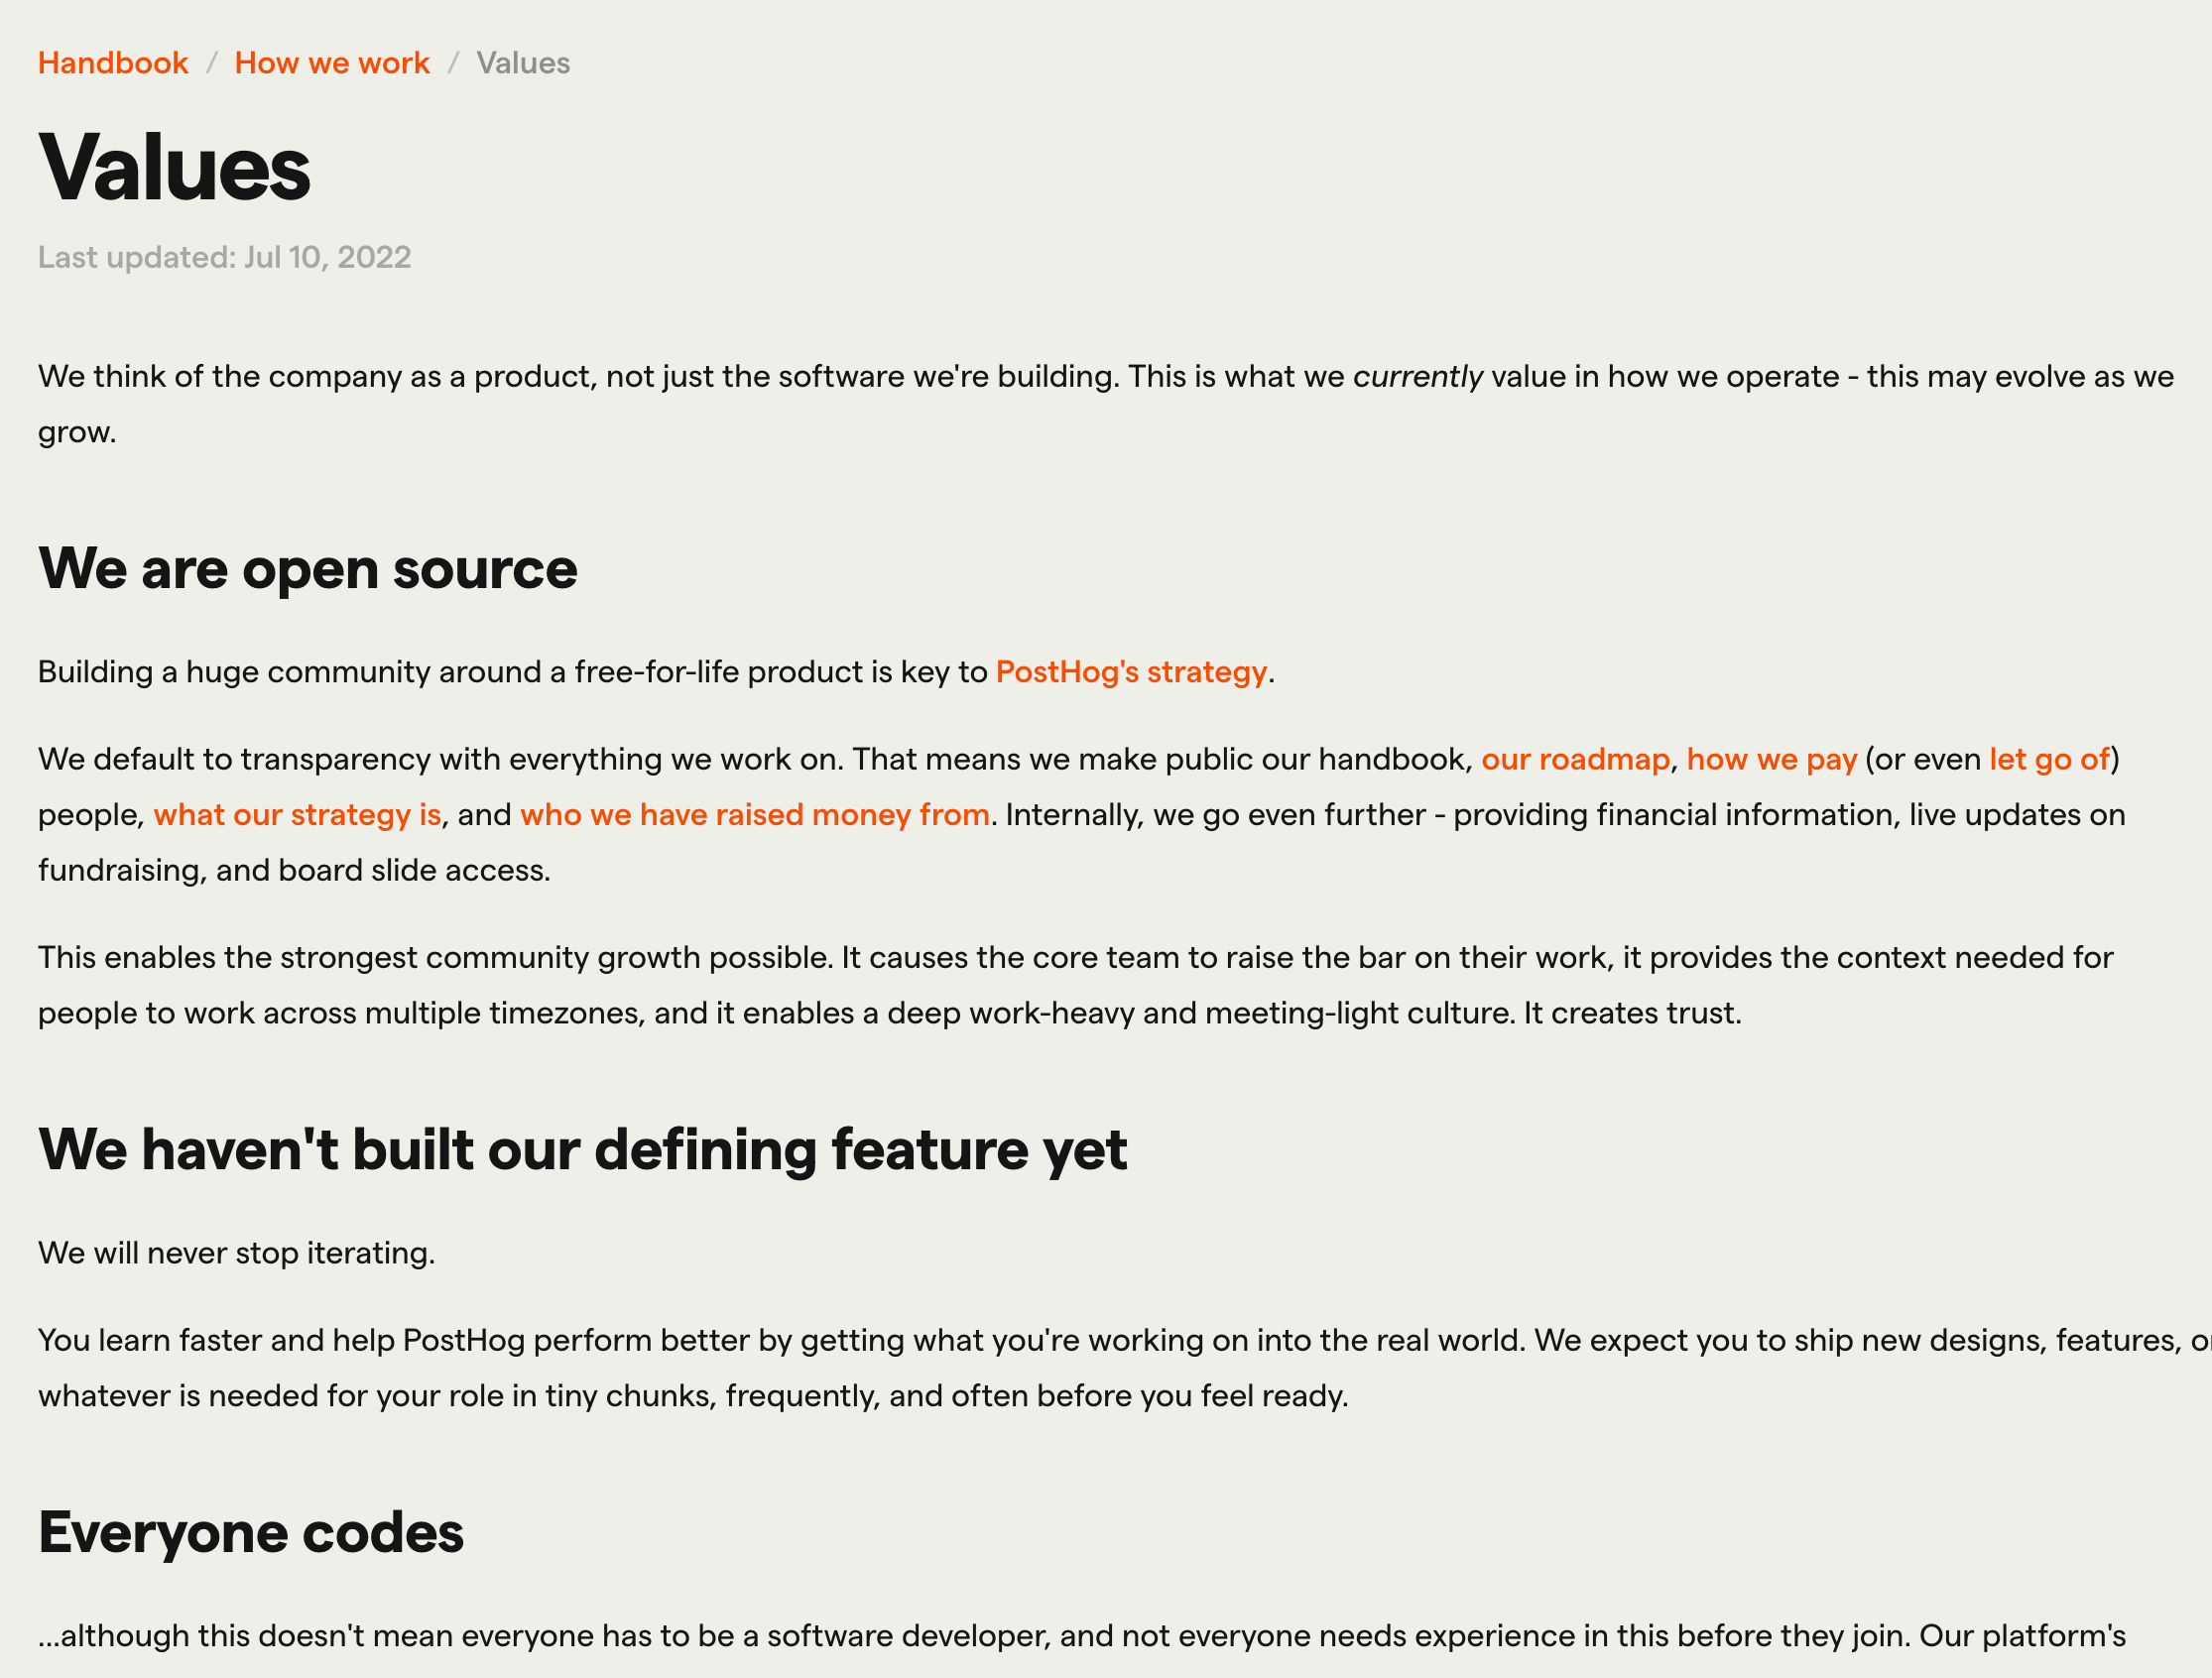 Handbook / How we work / Values
Values
Last updated: Jul 10, 2022
We think of the company as a product, not just the software we're building. This is what we currently value in how we operate - this may evolve as we
grow.
We are open source
Building a huge community around a free-for-life product is key to PostHog's strategy.
We default to transparency with everything we work on. That means we make public our handbook, our roadmap, how we pay (or even let go of)
people, what our strategy is, and who we have raised money from. Internally, we go even further - providing financial information, live updates on
fundraising, and board slide access.
This enables the strongest community growth possible. It causes the core team to raise the bar on their work, it provides the context needed for
people to work across multiple timezones, and it enables a deep work-heavy and meeting-light culture. It creates trust.
We haven't built our defining feature yet
We will never stop iterating.
You learn faster and help PostHog perform better by getting what you're working on into the real world. We expect you to ship new designs, features, or
whatever is needed for your role in tiny chunks, frequently, and often before you feel ready.
Everyone codes
...although this doesn't mean everyone has to be a software developer, and not everyone needs experience in this before they join. Our platform's